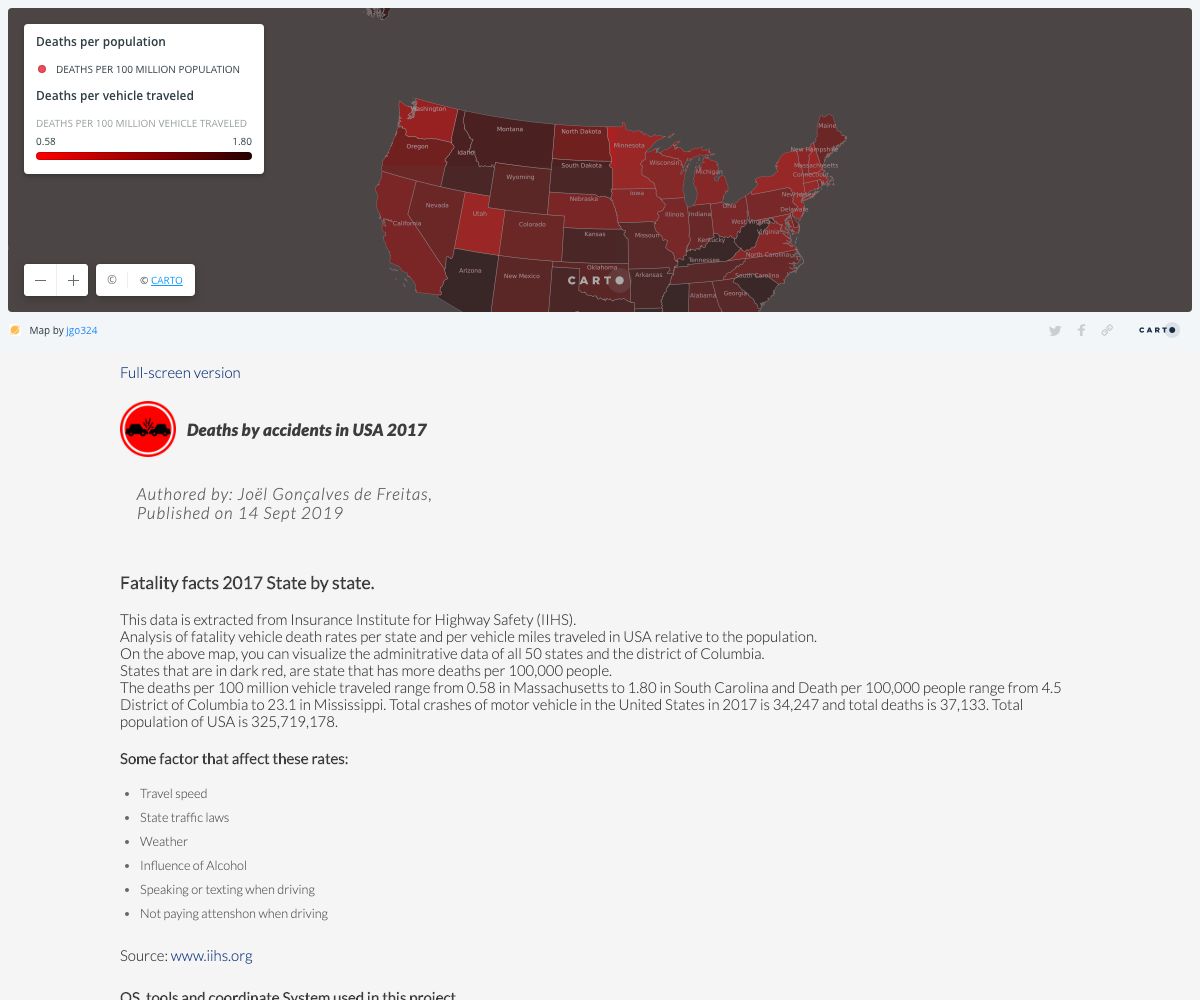 Deaths per population
DEATHS PER 100 MILLION POPULATION
Deaths per vehicle traveled
DEATHS PER 100 MILLION VEHICLE TRAVELED
0.58 1.80
Washington
Montana
North Dakota
Minnesota
Maine
Oregon
Idaho
South Dakota
Wisconsin
Michigan
New Hampshire
Massachusetts
Connecticut
Wyoming
Nebraska
Iowa
New Jersey
Nevada
Utah
Colorado
Illinois
Indiana
Ohio
Delaware
California
Kansas
Missouri
Kentucky
West Virginia
Virginia
Arizona
New Mexico
Oklahoma
Arkansas
Tennessee
North Carolina
South Carolina
Alabama
Georgia
CARTO
− + © © CARTO
Map by jgo324
CARTO
Full-screen version
Deaths by accidents in USA 2017
Authored by: Joël Gonçalves de Freitas,
Published on 14 Sept 2019
Fatality facts 2017 State by state.
This data is extracted from Insurance Institute for Highway Safety (IIHS).
Analysis of fatality vehicle death rates per state and per vehicle miles traveled in USA relative to the population.
On the above map, you can visualize the adminitrative data of all 50 states and the district of Columbia.
States that are in dark red, are state that has more deaths per 100,000 people.
The deaths per 100 million vehicle traveled range from 0.58 in Massachusetts to 1.80 in South Carolina and Death per 100,000 people range from 4.5
District of Columbia to 23.1 in Mississippi. Total crashes of motor vehicle in the United States in 2017 is 34,247 and total deaths is 37,133. Total
population of USA is 325,719,178.
Some factor that affect these rates:
Travel speed
State traffic laws
Weather
Influence of Alcohol
Speaking or texting when driving
Not paying attenshon when driving
Source: www.iihs.org
OS, tools and coordinate System used in this project